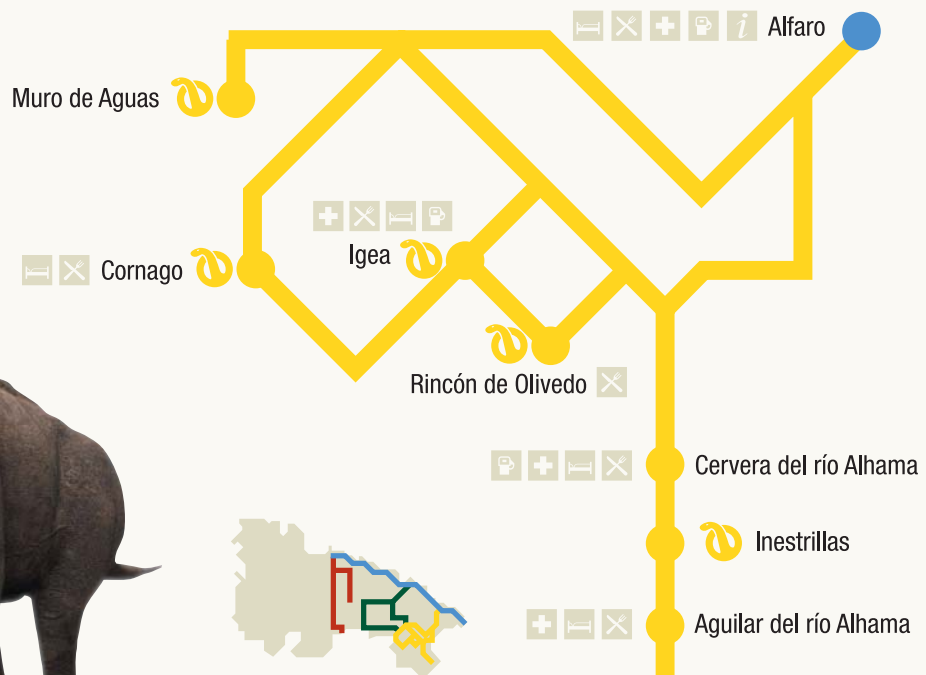 Alfaro
Muro de Aguas
Igea
Cornago
Rincón de Olivedo
Cervera del río Alhama
Inestrillas
Aguilar del río Alhama